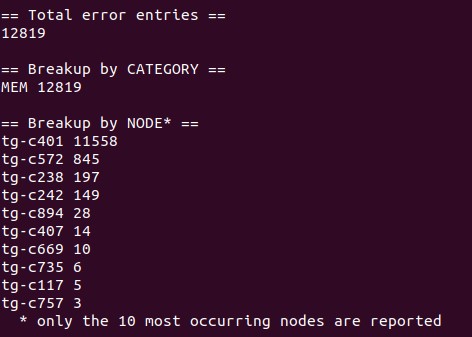 == Total error entries ==
12819
== Breakup by CATEGORY ==
MEM 12819
== Breakup by NODE* ==
tg-c401 11558
tg-c572 845
tg-c238 197
tg-c242 149
tg-c894 28
tg-c407 14
tg-c669 10
tg-c735 6
tg-c117 5
tg-c757 3
* only the 10 most occurring nodes are reported